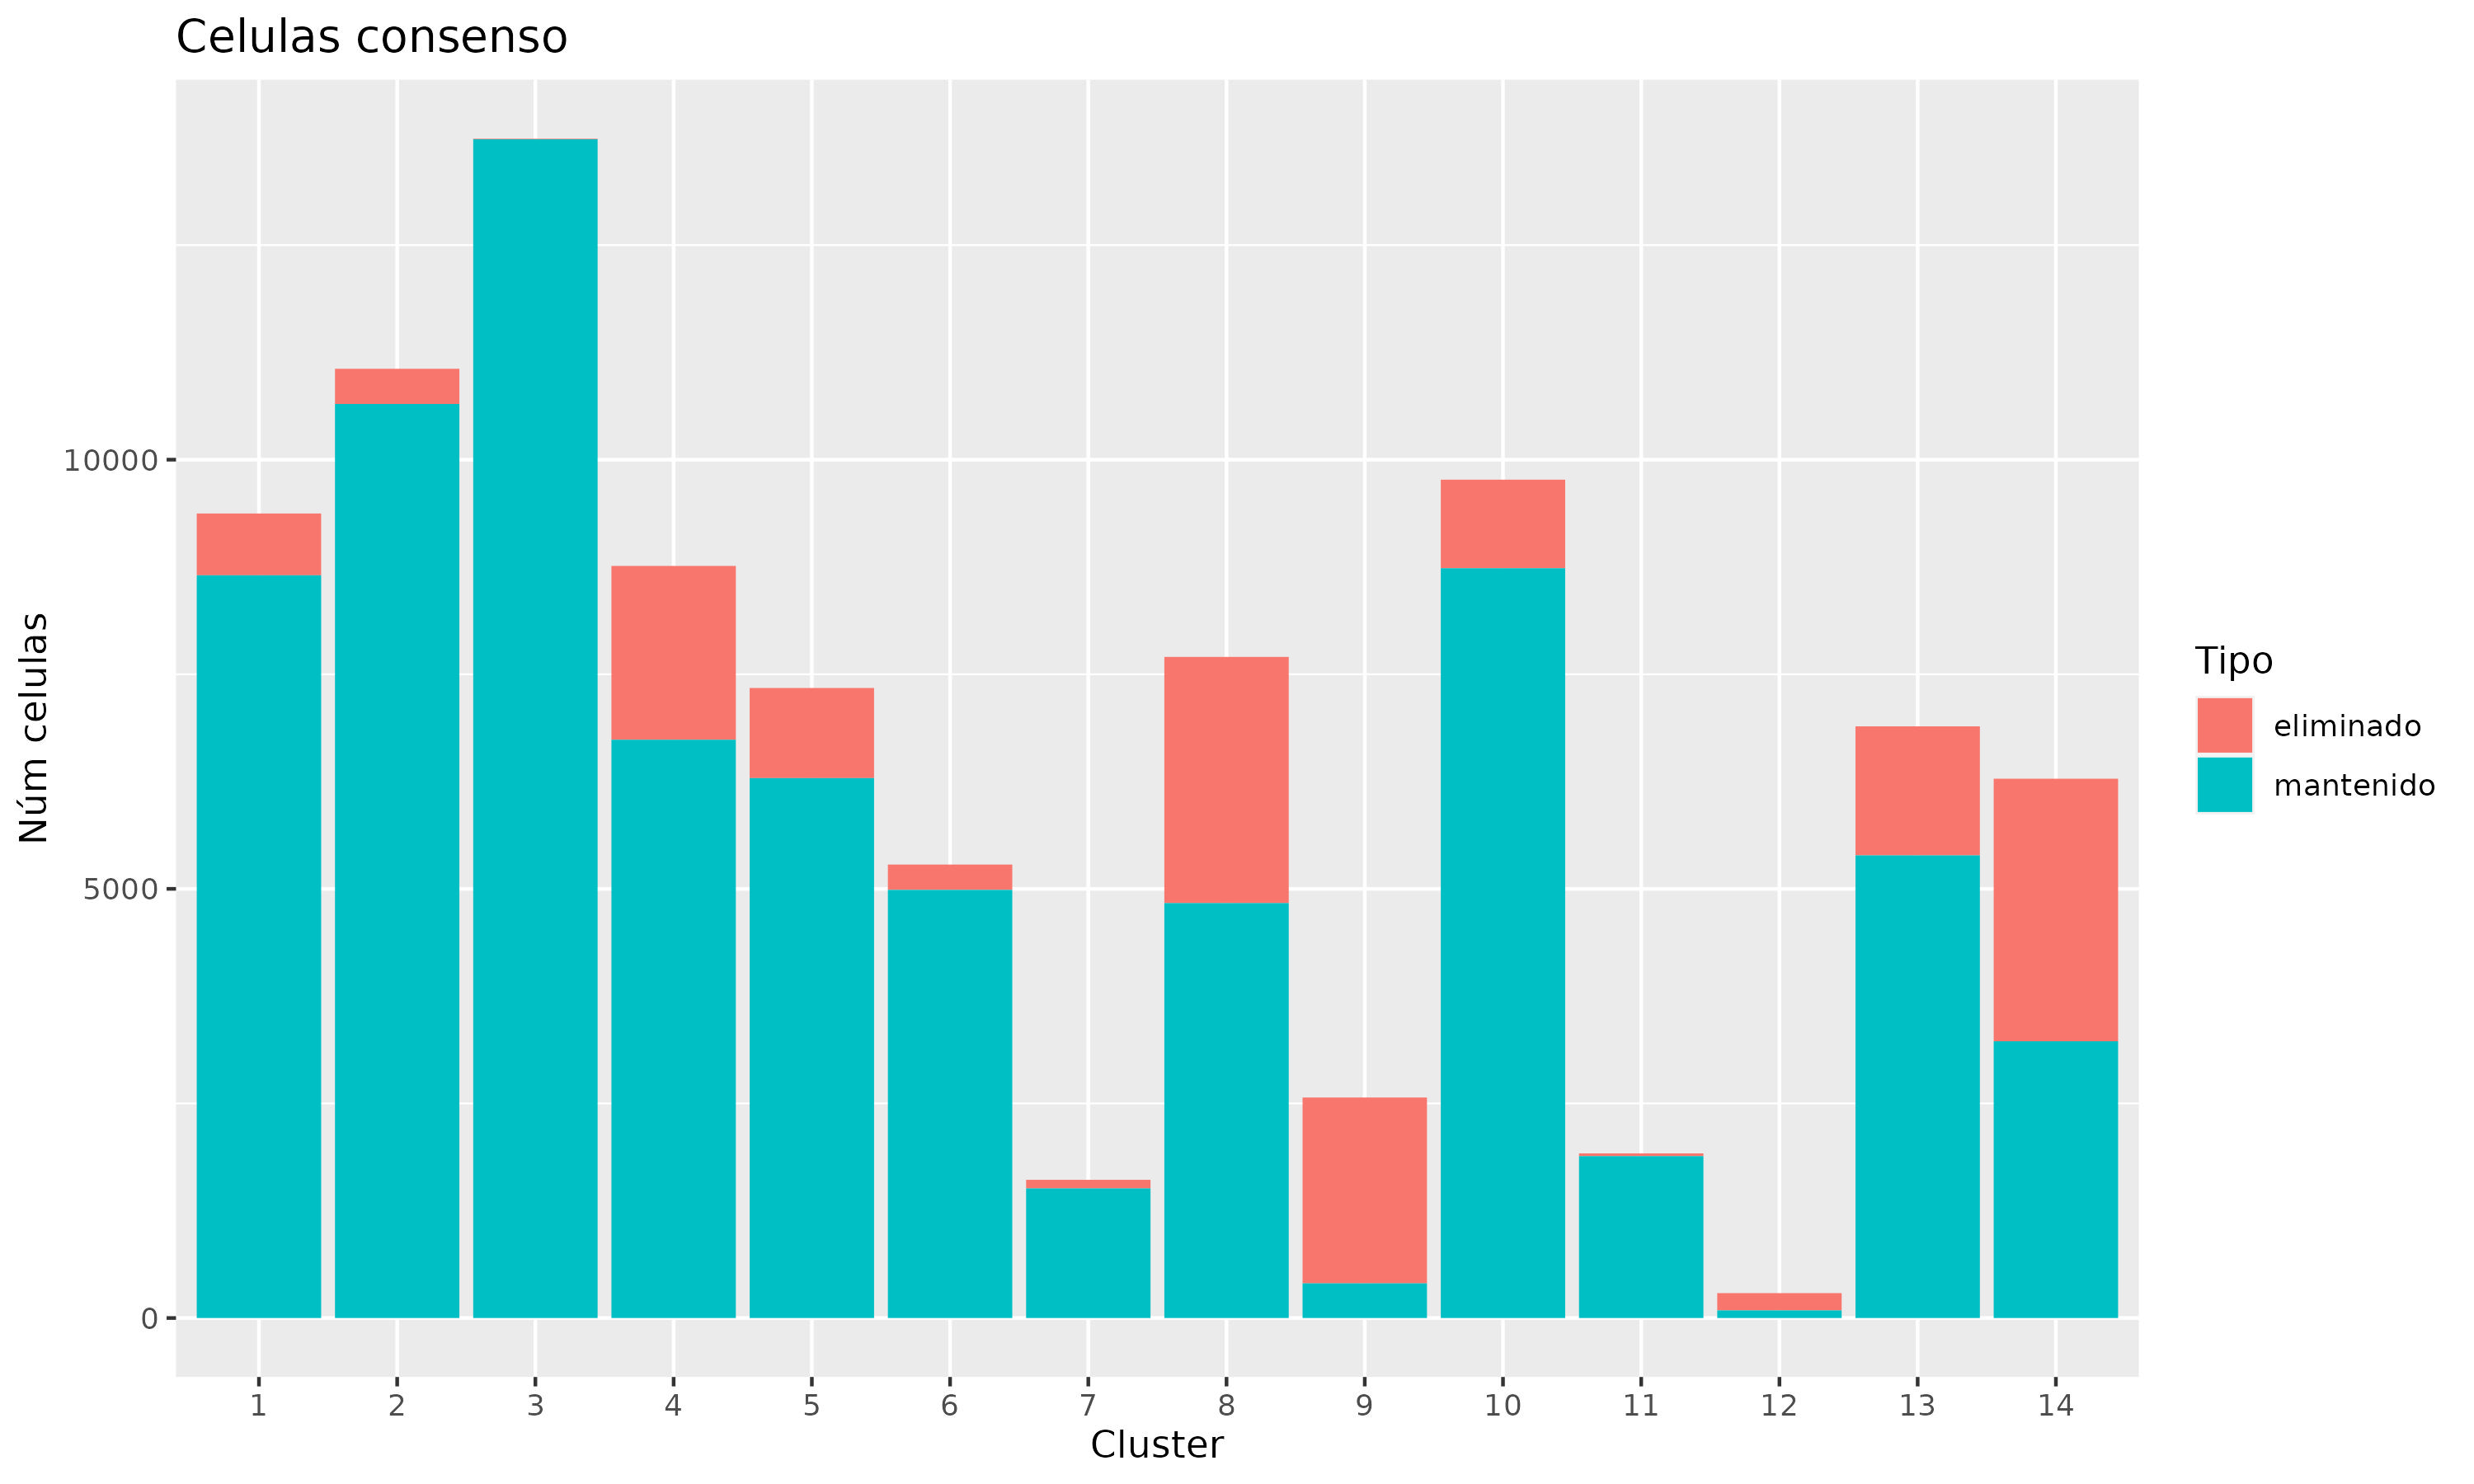 Celulas consenso
Núm celulas
10000
5000
0
1 2 3 4 5 6 7 8 9 10 11 12 13 14
Cluster
Tipo
eliminado
mantenido